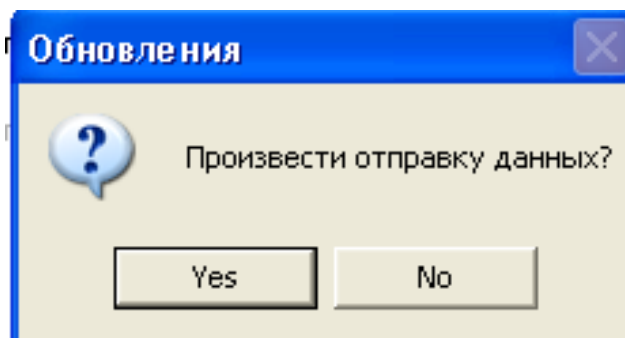 Обновления
Произвести отправку данных?
Yes
No